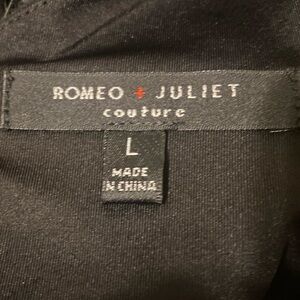 ROMEO + JULIET
couture
L
MADE
IN CHINA